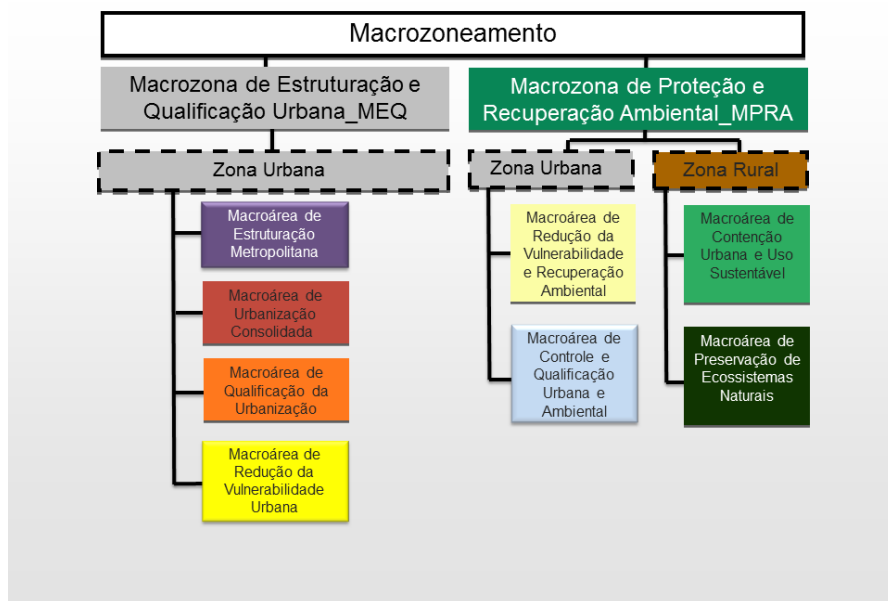 Macrozoneamento
Macrozona de Estruturação e
Qualificação Urbana_MEQ
Macrozona de Proteção e
Recuperação Ambiental_MPRA
Zona Urbana
Zona Urbana
Zona Rural
Macroárea de
Estruturação
Metropolitana
Macroárea de
Urbanização
Consolidada
Macroárea de
Qualificação da
Urbanização
Macroárea de
Redução da
Vulnerabilidade
Urbana
Macroárea de
Redução da
Vulnerabilidade
e Recuperação
Ambiental
Macroárea de
Controle e
Qualificação
Urbana e
Ambiental
Macroárea de
Contenção
Urbana e Uso
Sustentável
Macroárea de
Preservação de
Ecossistemas
Naturais